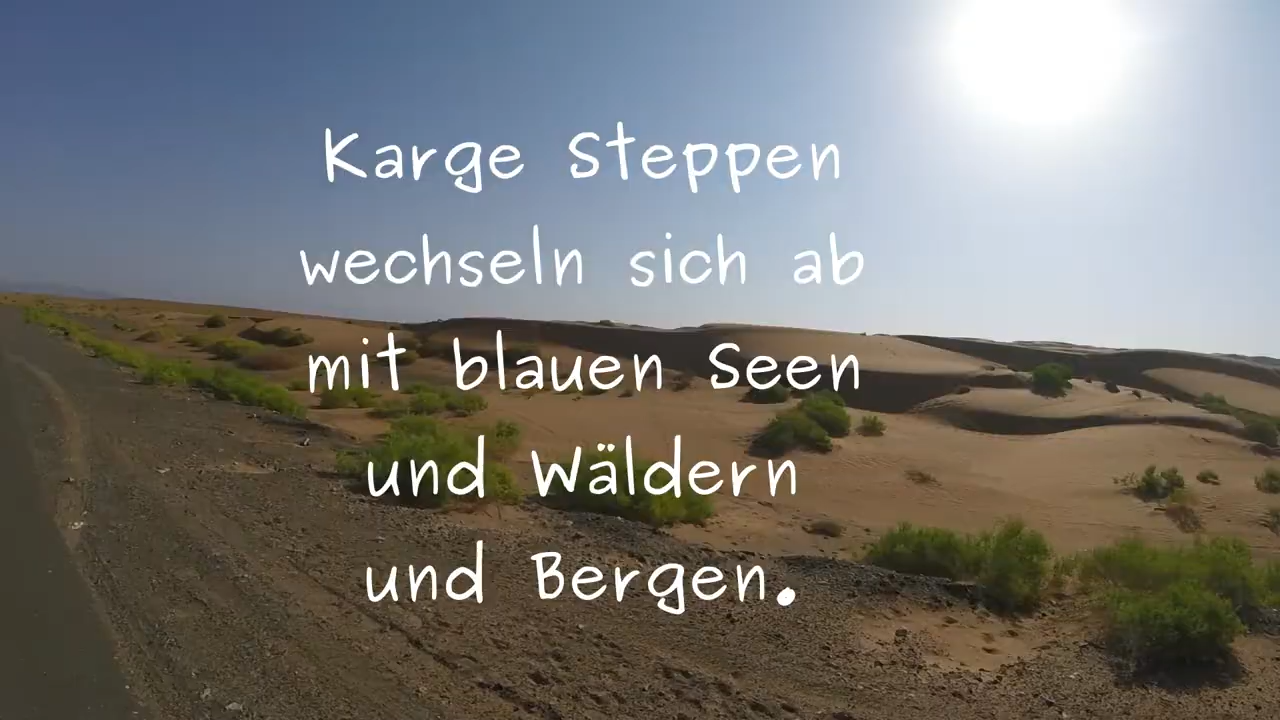 Karge Steppen
wechseln sich ab
mit blauen Seen
und Wäldern
und Bergen.